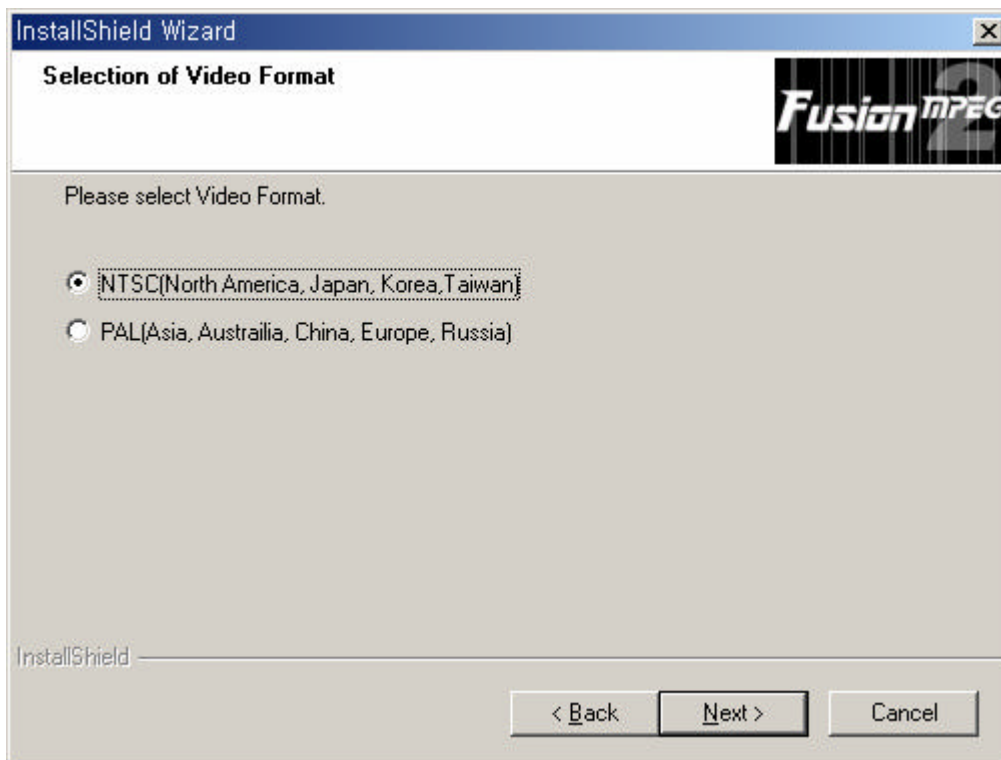 InstallShield Wizard
Selection of Video Format
Fusion MPEG 2
Please select Video Format.
NTSC(North America, Japan, Korea,Taiwan)
PAL(Asia, Austrailia, China, Europe, Russia)
InstallShield
< Back
Next >
Cancel